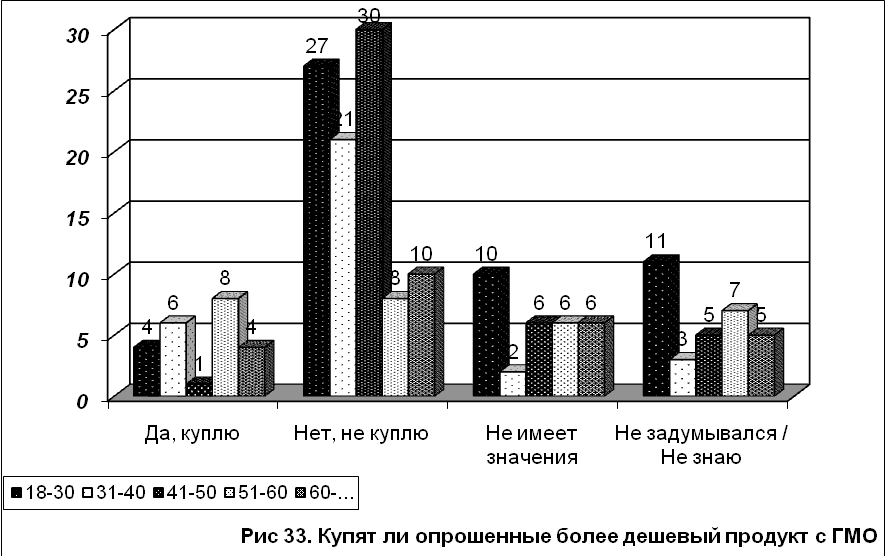 30
25
20
15
10
5
0
4 6 1 8 4
27 21 30 8 10
10 2 6 6 6
11 3 5 7 5
Да, куплю
Нет, не куплю
Не имеет
значения
Не задумывался /
Не знаю
18-30 31-40 41-50 51-60 60-...
Рис 33. Купят ли опрошенные более дешевый продукт с ГМО